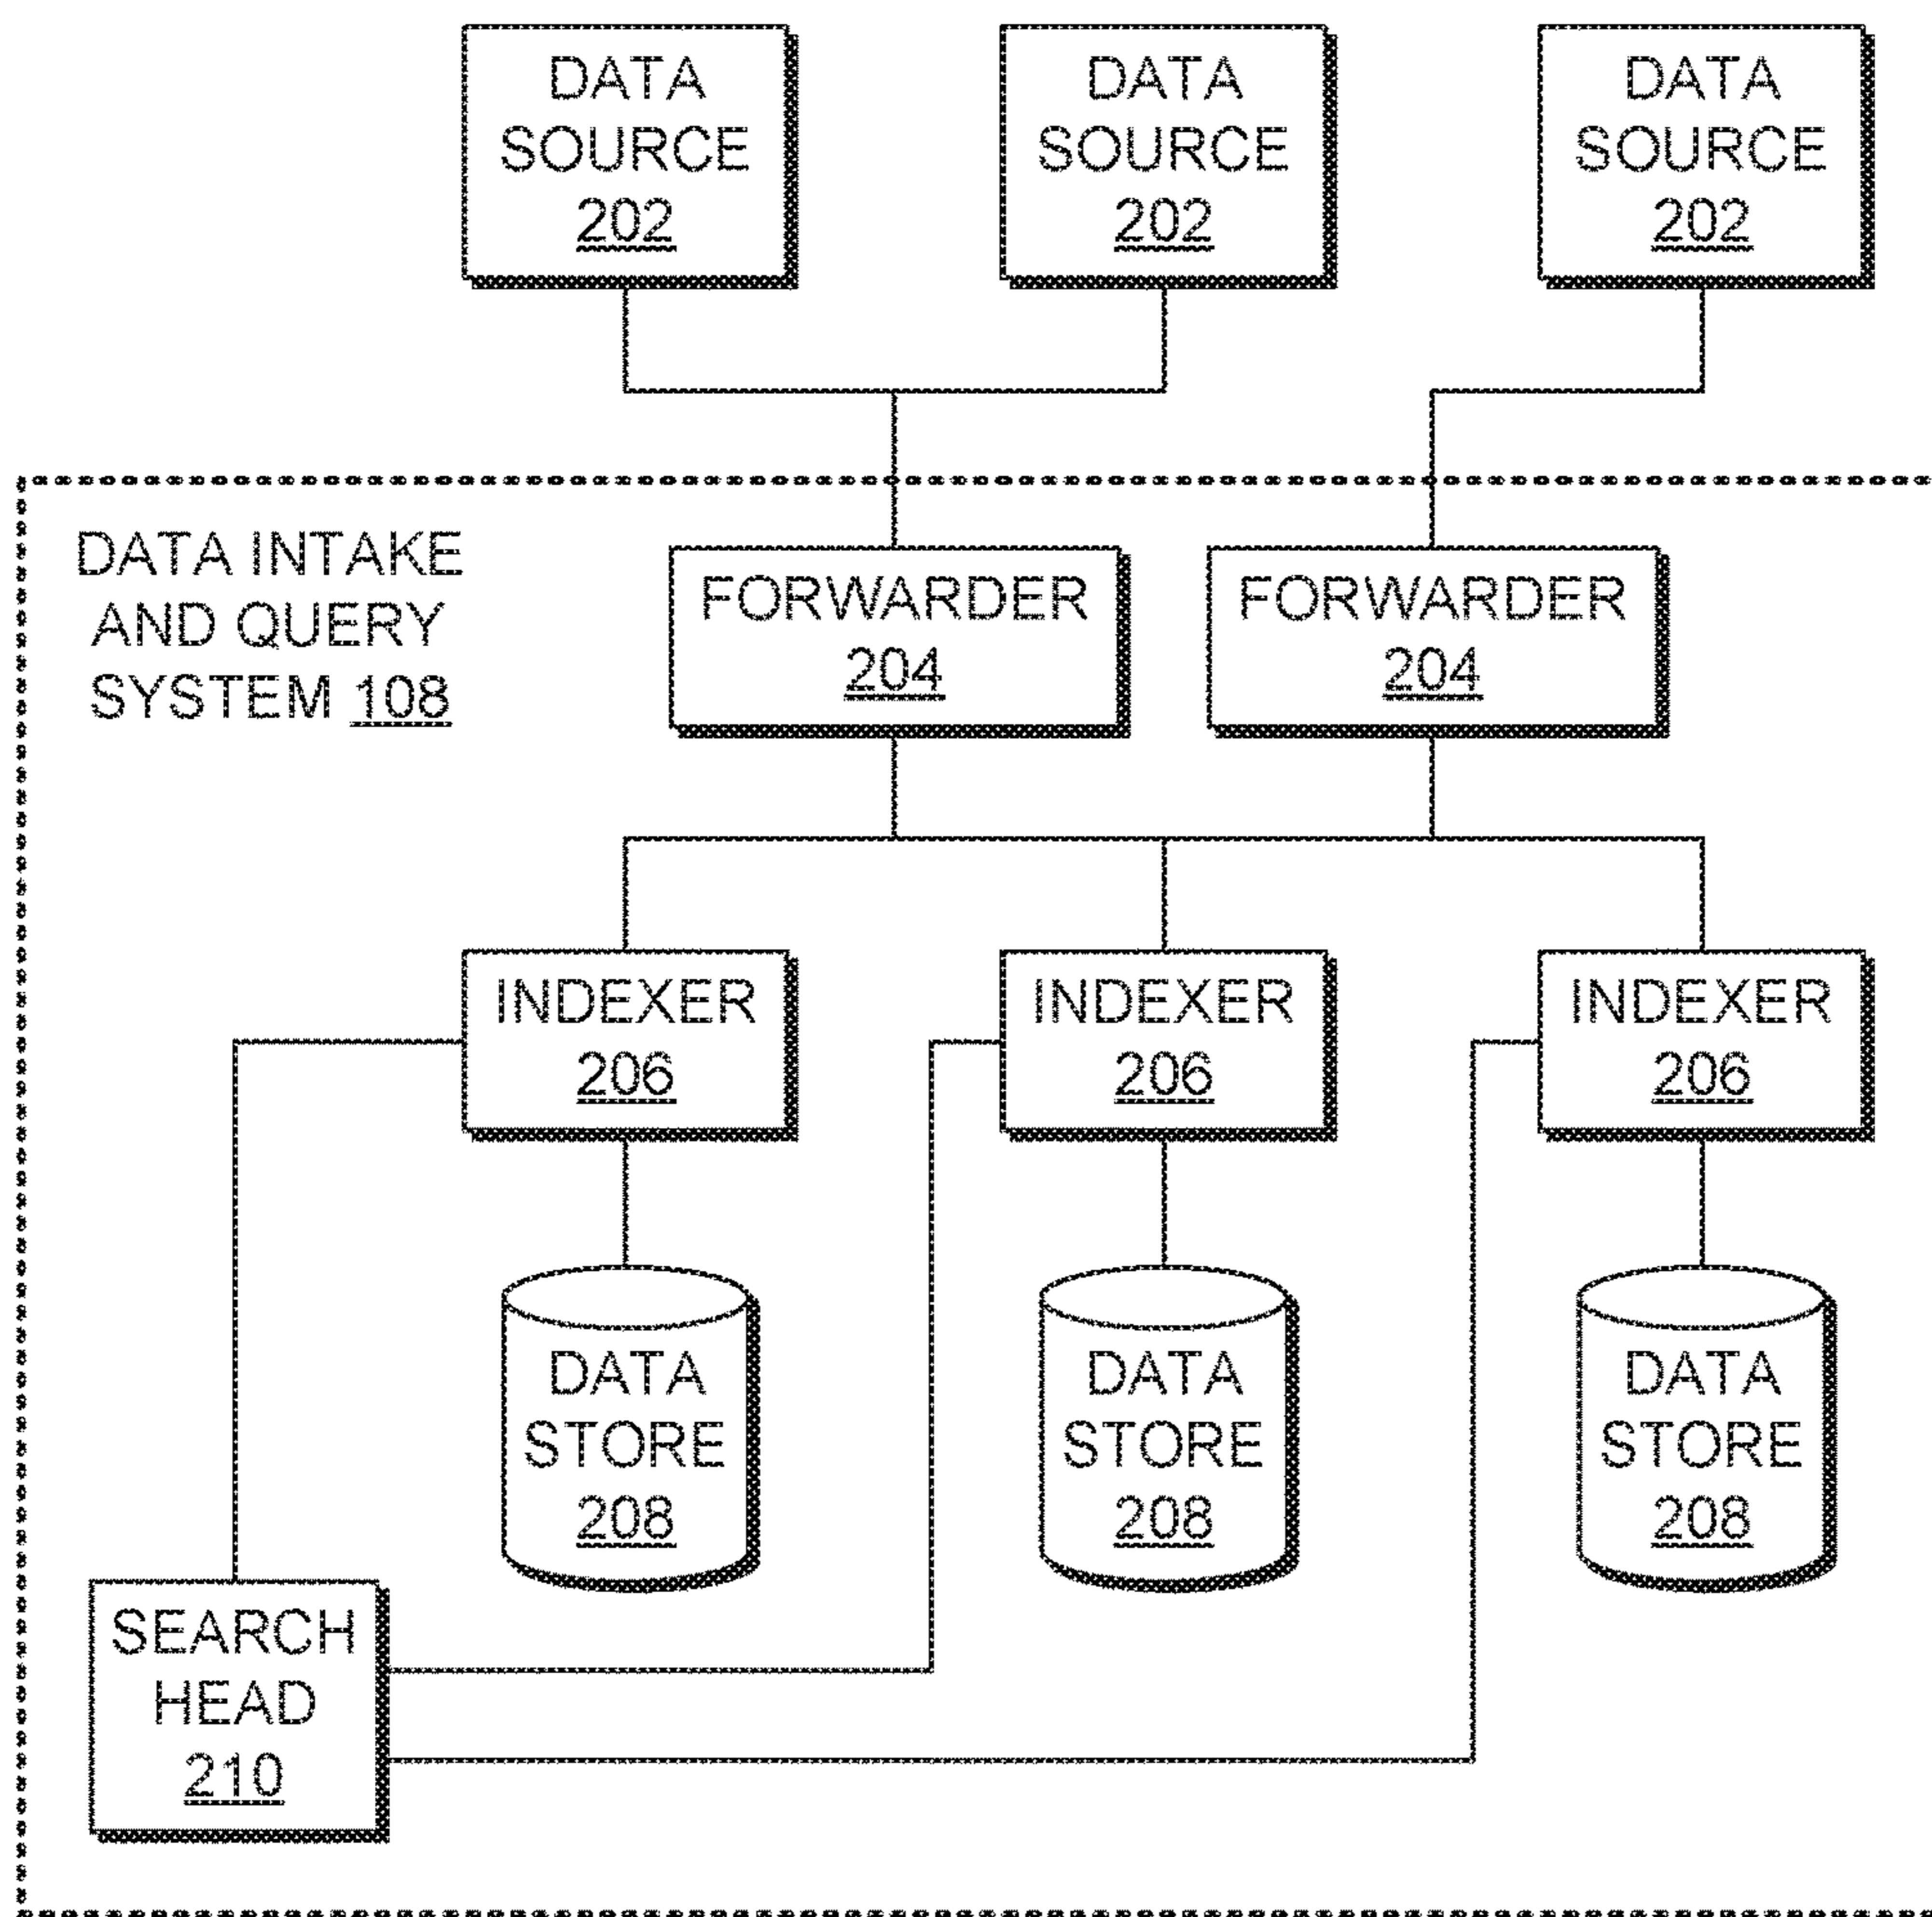 DATA
SOURCE
202
DATA
SOURCE
202
DATA
SOURCE
202
DATA INTAKE
AND QUERY
SYSTEM 108
FORWARDER
204
FORWARDER
204
INDEXER
206
INDEXER
206
INDEXER
206
DATA
STORE
208
DATA
STORE
208
DATA
STORE
208
SEARCH
HEAD
210